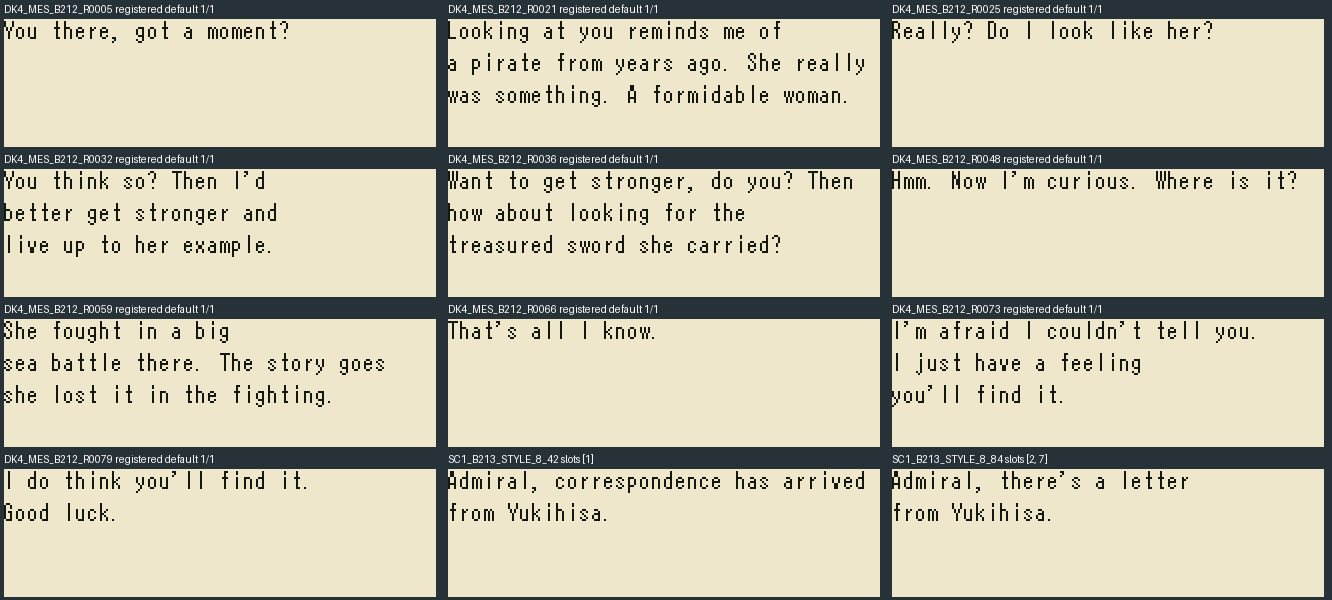 DK4_MES_B212_R0005 registered default 1/1
You there, got a moment?
DK4_MES_B212_R0021 registered default 1/1
Looking at you reminds me of
a pirate from years ago. She really
was something. A formidable woman.
DK4_MES_B212_R0025 registered default 1/1
Really? Do I look like her?
DK4_MES_B212_R0032 registered default 1/1
You think so? Then I'd
better get stronger and
live up to her example.
DK4_MES_B212_R0036 registered default 1/1
Want to get stronger, do you? Then
how about looking for the
treasured sword she carried?
DK4_MES_B212_R0048 registered default 1/1
Hmm. Now I'm curious. Where is it?
DK4_MES_B212_R0059 registered default 1/1
She fought in a big
sea battle there. The story goes
she lost it in the fighting.
DK4_MES_B212_R0066 registered default 1/1
That's all I know.
DK4_MES_B212_R0073 registered default 1/1
I'm afraid I couldn't tell you.
I just have a feeling
you'll find it.
DK4_MES_B212_R0079 registered default 1/1
I do think you'll find it.
Good luck.
SC1_B213_STYLE_8_42 slots [1]
Admiral, correspondence has arrived
from Yukihisa.
SC1_B213_STYLE_8_84 slots [2, 7]
Admiral, there's a letter
from Yukihisa.